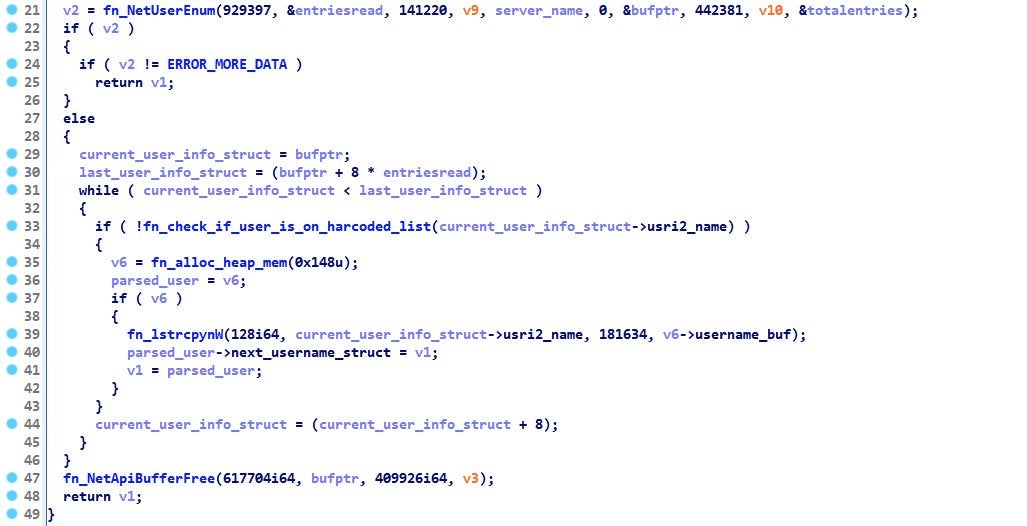 21 v2 = fn_NetUserEnum(929397, &entriesread, 141220, v9, server_name, 0, &bufptr, 442381, v10, &totalentries);
22 if ( v2 )
23 {
24 if ( v2 != ERROR_MORE_DATA )
25 return v1;
26 }
27 else
28 {
29 current_user_info_struct = bufptr;
30 last_user_info_struct = (bufptr + 8 * entriesread);
31 while ( current_user_info_struct < last_user_info_struct )
32 {
33 if ( !fn_check_if_user_is_on_harcoded_list(current_user_info_struct->usri2_name) )
34 {
35 v6 = fn_alloc_heap_mem(0x148u);
36 parsed_user = v6;
37 if ( v6 )
38 {
39 fn_lstrcpynW(128i64, current_user_info_struct->usri2_name, 181634, v6->username_buf);
40 parsed_user->next_username_struct = v1;
41 v1 = parsed_user;
42 }
43 }
44 current_user_info_struct = (current_user_info_struct + 8);
45 }
46 }
47 fn_NetApiBufferFree(617704i64, bufptr, 409926i64, v3);
48 return v1;
49 }